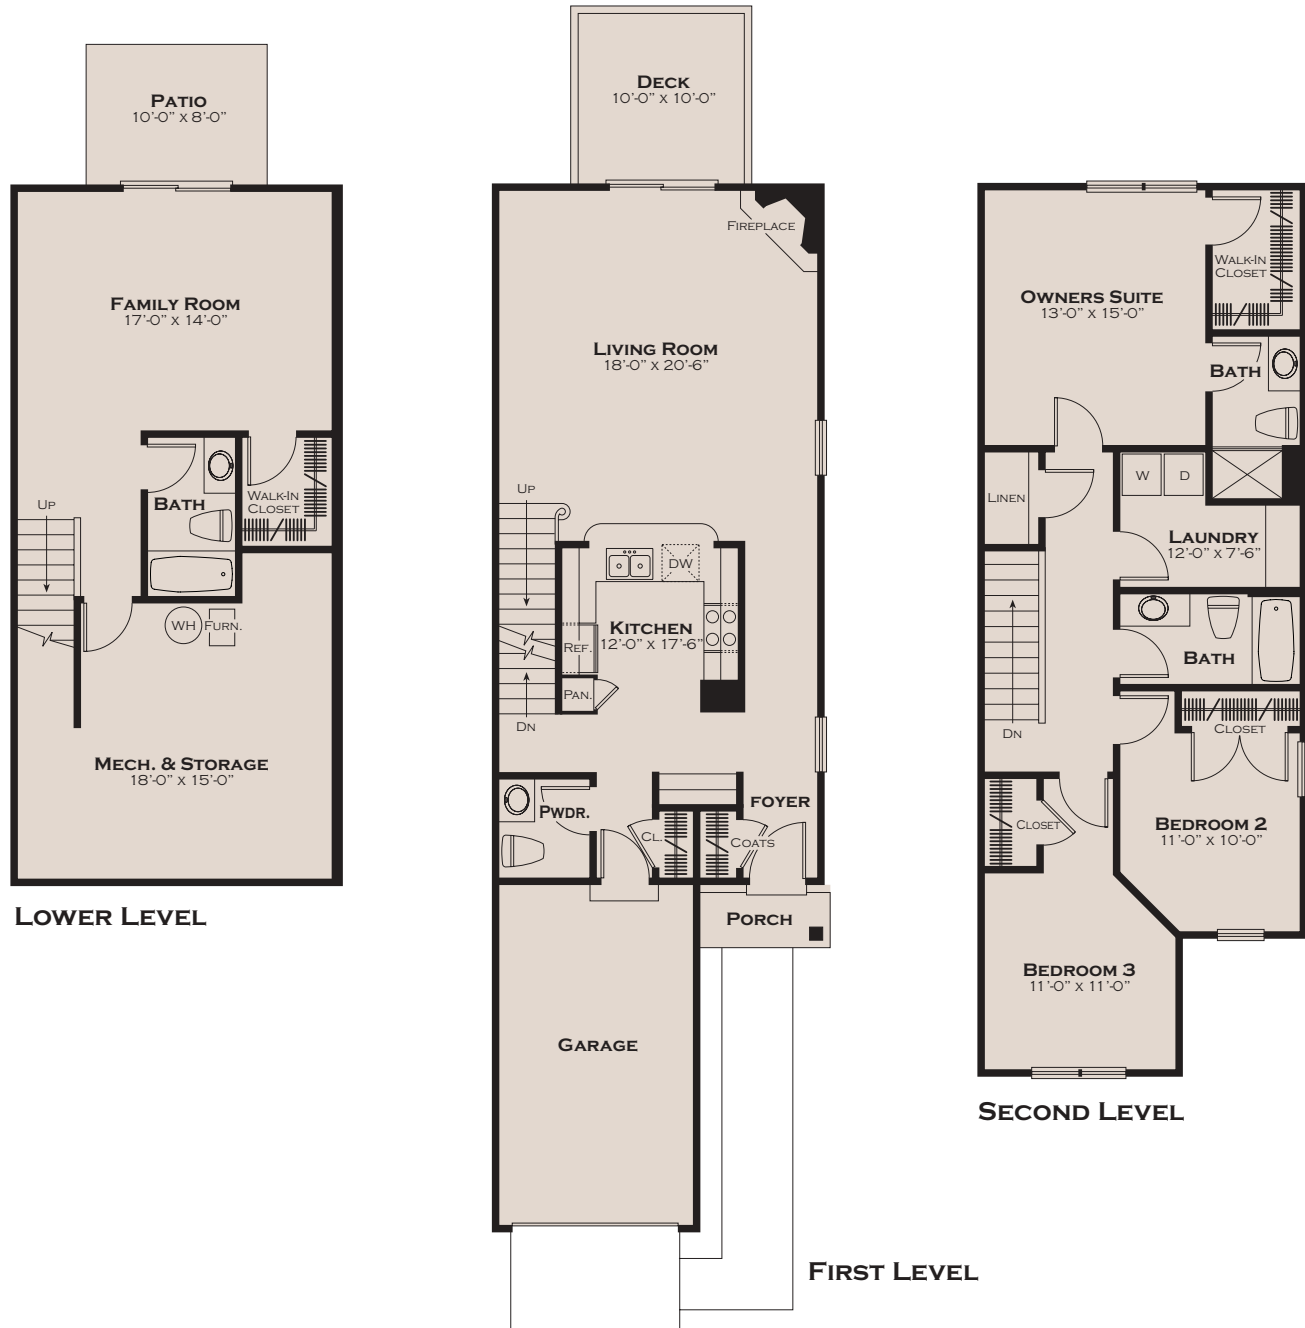 PATIO
10'-0" X 8'-0"
FAMILY ROOM
17'-0" X 14'-0"
UP
BATH
WALK-IN
CLOSET
WH
FURN.
MECH. & STORAGE
18'-0" X 15'-0"
LOWER LEVEL
DECK
10'-0" X 10'-0"
FIREPLACE
LIVING ROOM
18'-0" X 20'-6"
UP
DW
KITCHEN
12'-0" X 17'-6"
REF.
PAN.
DN
PWDR.
FOYER
CL.
COATS
PORCH
GARAGE
FIRST LEVEL
OWNERS SUITE
13'-0" X 15'-0"
WALK-IN
CLOSET
BATH
LINEN
W
D
LAUNDRY
12'-0" X 7'-6"
BATH
DN
CLOSET
CLOSET
BEDROOM 2
11'-0" X 10'-0"
BEDROOM 3
11'-0" X 11'-0"
SECOND LEVEL